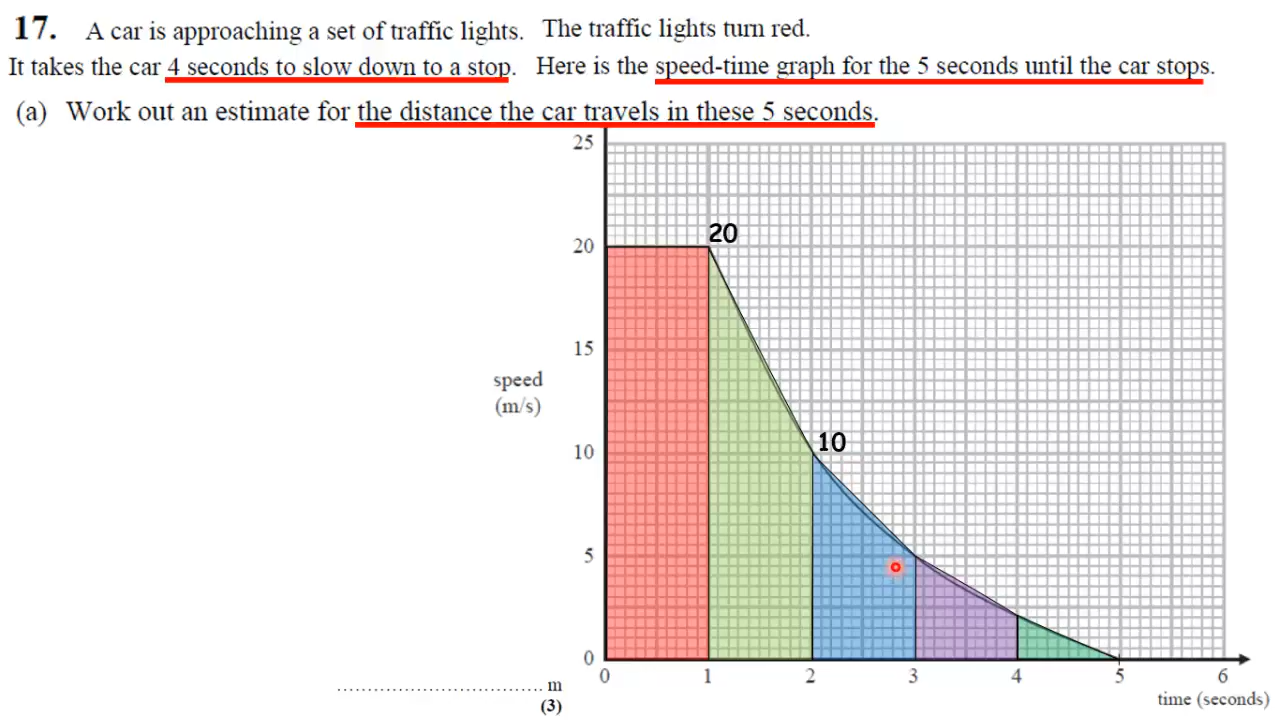 17. A car is approaching a set of traffic lights. The traffic lights turn red.
It takes the car 4 seconds to slow down to a stop. Here is the speed-time graph for the 5 seconds until the car stops.
(a) Work out an estimate for the distance the car travels in these 5 seconds.
25
20
20
15
speed
(m/s)
10
10
5
0
0 1 2 3 4 5 6
time (seconds)
.............................. m
(3)